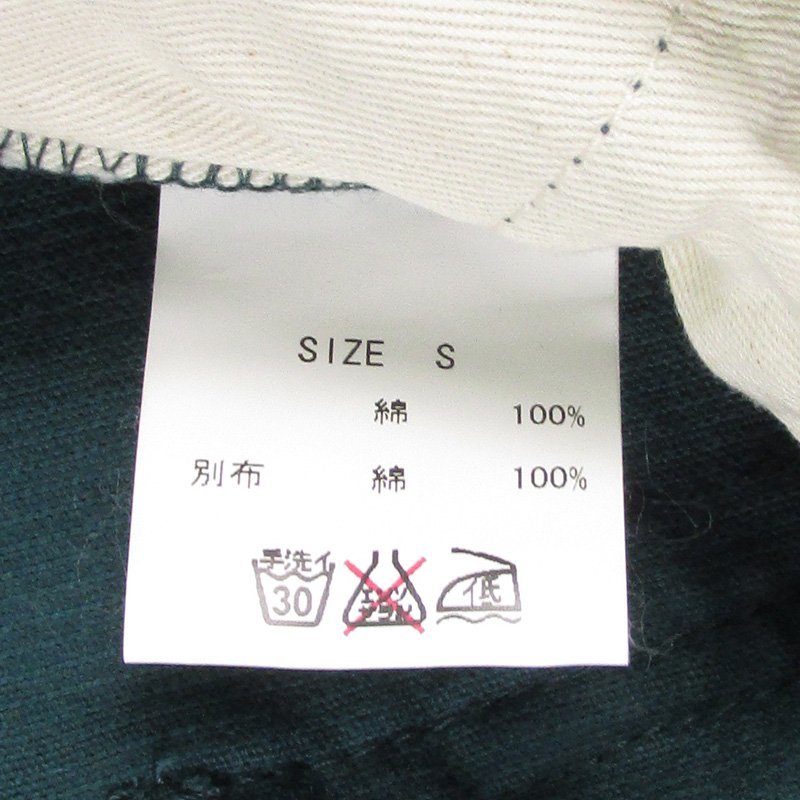 SIZE S
綿 100%
別布 綿 100%
手洗イ 30 エンソ サラシ 低